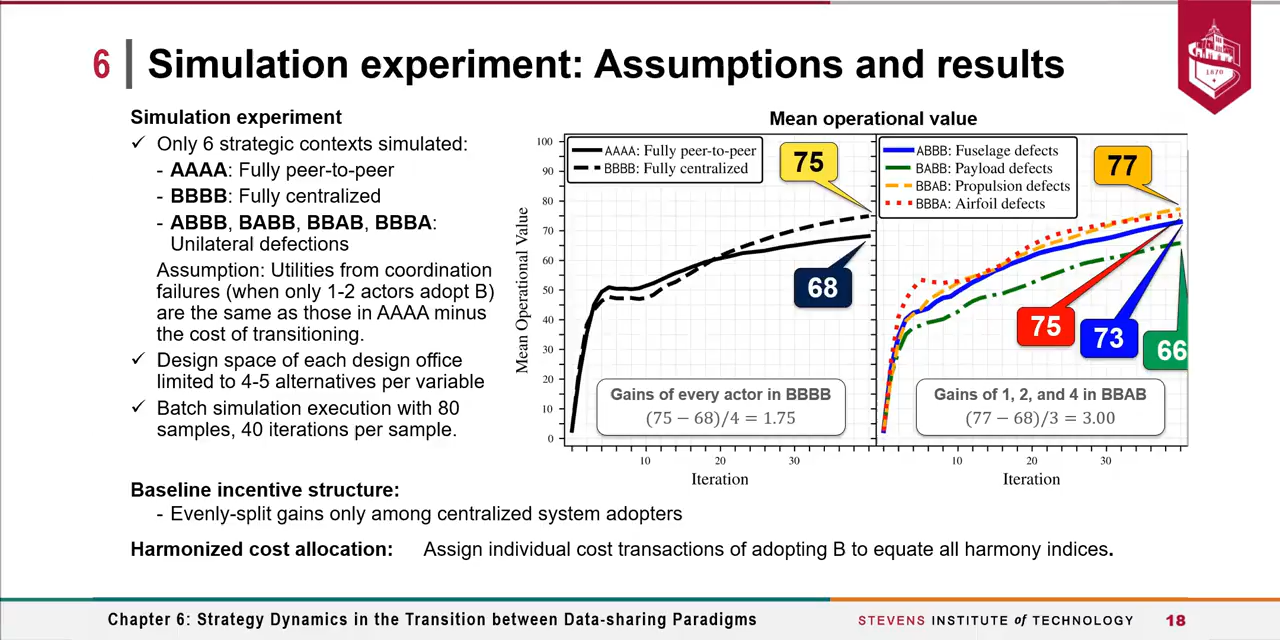 6 | Simulation experiment: Assumptions and results
1870
Simulation experiment
✓ Only 6 strategic contexts simulated:
- AAAA: Fully peer-to-peer
- BBBB: Fully centralized
- ABBB, BABB, BBAB, BBBA:
Unilateral defections
Assumption: Utilities from coordination
failures (when only 1-2 actors adopt B)
are the same as those in AAAA minus
the cost of transitioning.
✓ Design space of each design office
limited to 4-5 alternatives per variable
✓ Batch simulation execution with 80
samples, 40 iterations per sample.
Mean operational value
Mean Operational Value
100
90
80
70
60
50
40
30
20
10
0
AAAA: Fully peer-to-peer
BBBB: Fully centralized
75
68
Gains of every actor in BBBB
(75 − 68)/4 = 1.75
10
20
30
Iteration
ABBB: Fuselage defects
BABB: Payload defects
BBAB: Propulsion defects
BBBA: Airfoil defects
77
75
73
66
Gains of 1, 2, and 4 in BBAB
(77 − 68)/3 = 3.00
10
20
30
Iteration
Baseline incentive structure:
- Evenly-split gains only among centralized system adopters
Harmonized cost allocation: Assign individual cost transactions of adopting B to equate all harmony indices.
Chapter 6: Strategy Dynamics in the Transition between Data-sharing Paradigms
STEVENS INSTITUTE of TECHNOLOGY 18